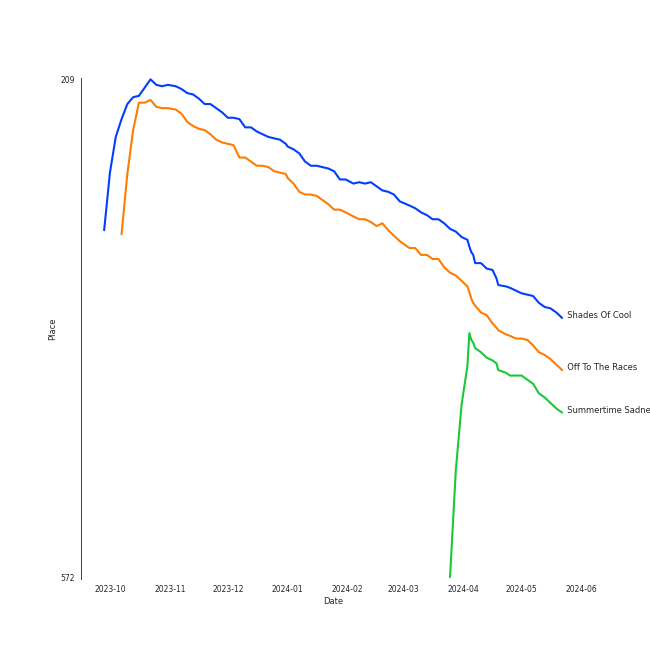 209
Shades Of Cool
Place
Off To The Races
Summertime Sadne
572
2023-10 2023-11 2023-12 2024-01 2024-02 2024-03 2024-04 2024-05 2024-06
Date